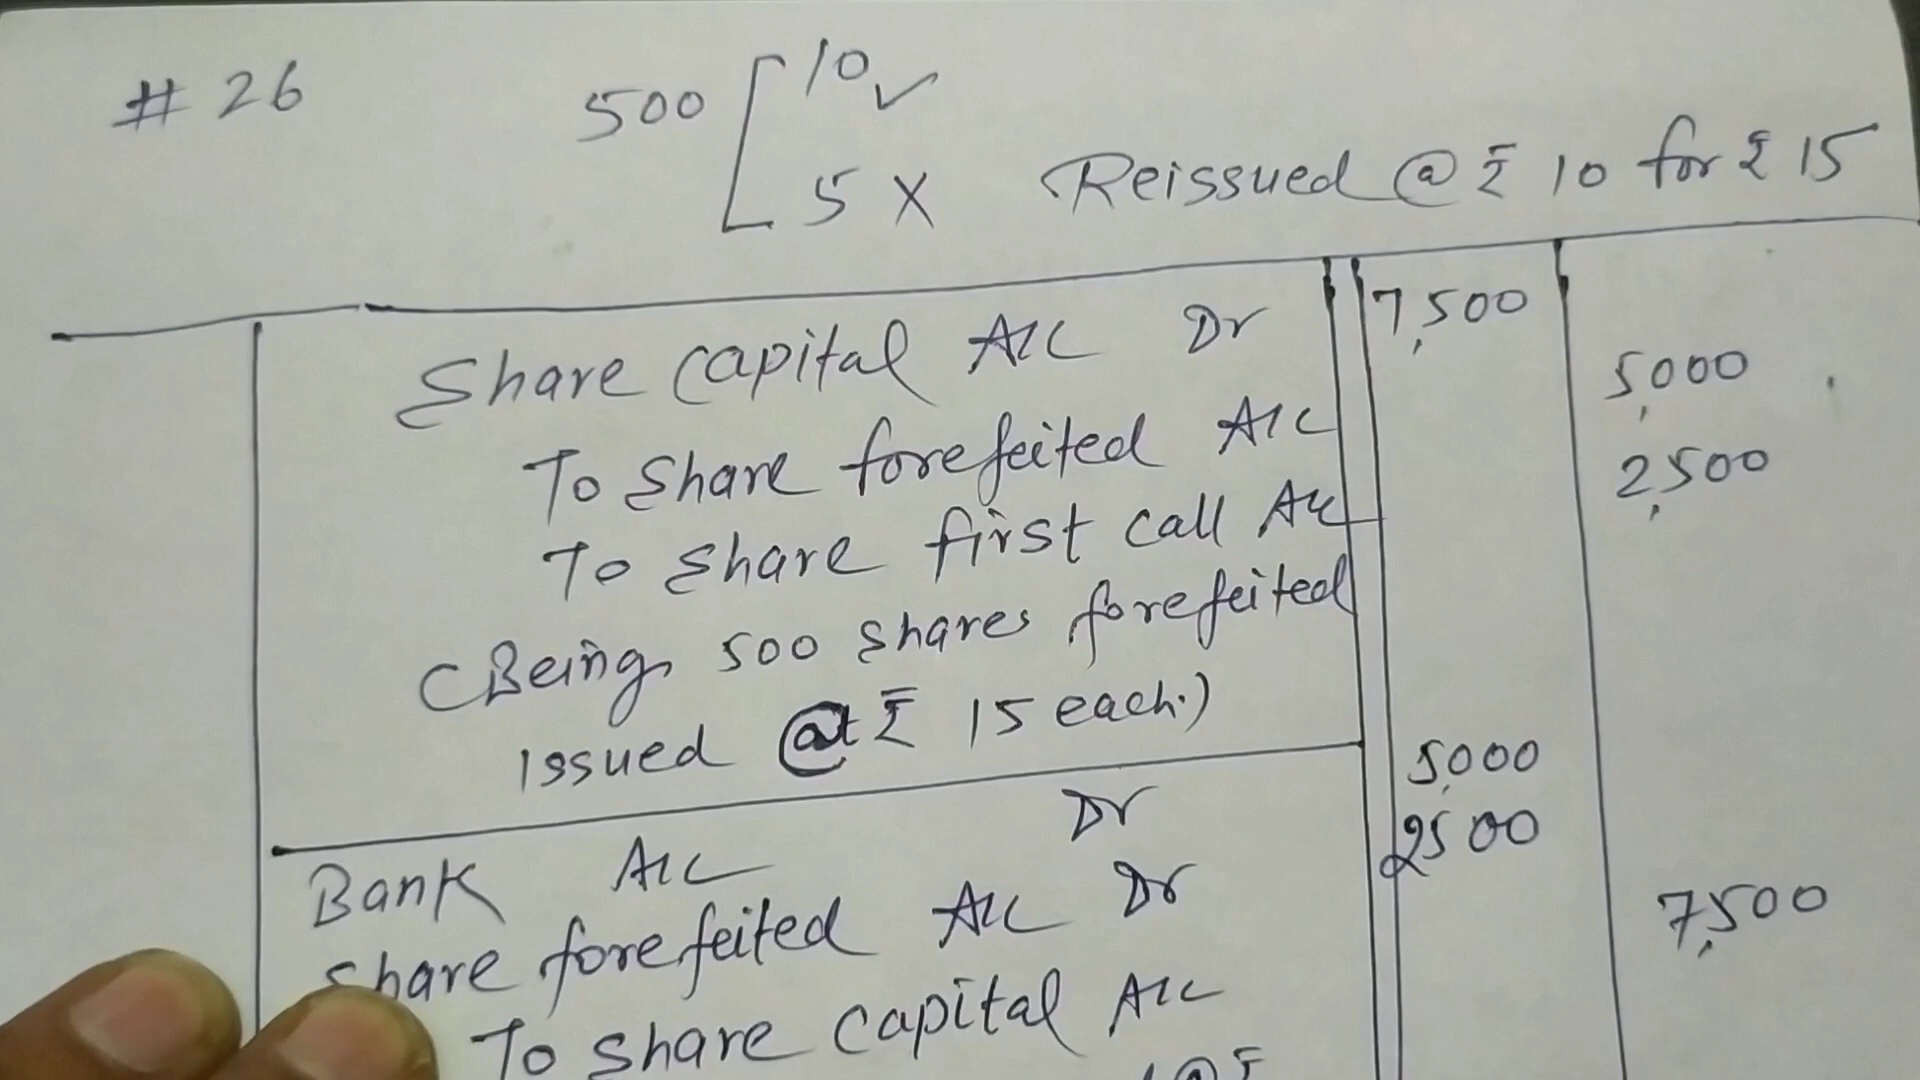 # 26
500 [ 10 ✓
5 X Reissued @ ₹ 10 for ₹ 15
Share capital A/c Dr 7,500
To Share forefeited A/c 5,000
To Share first call A/c 2,500
(Being 500 shares forefeited
issued @ ₹ 15 each.)
Bank A/c Dr 5,000
Share forefeited A/c Dr 2500
To Share capital A/c 7,500
@ ₹